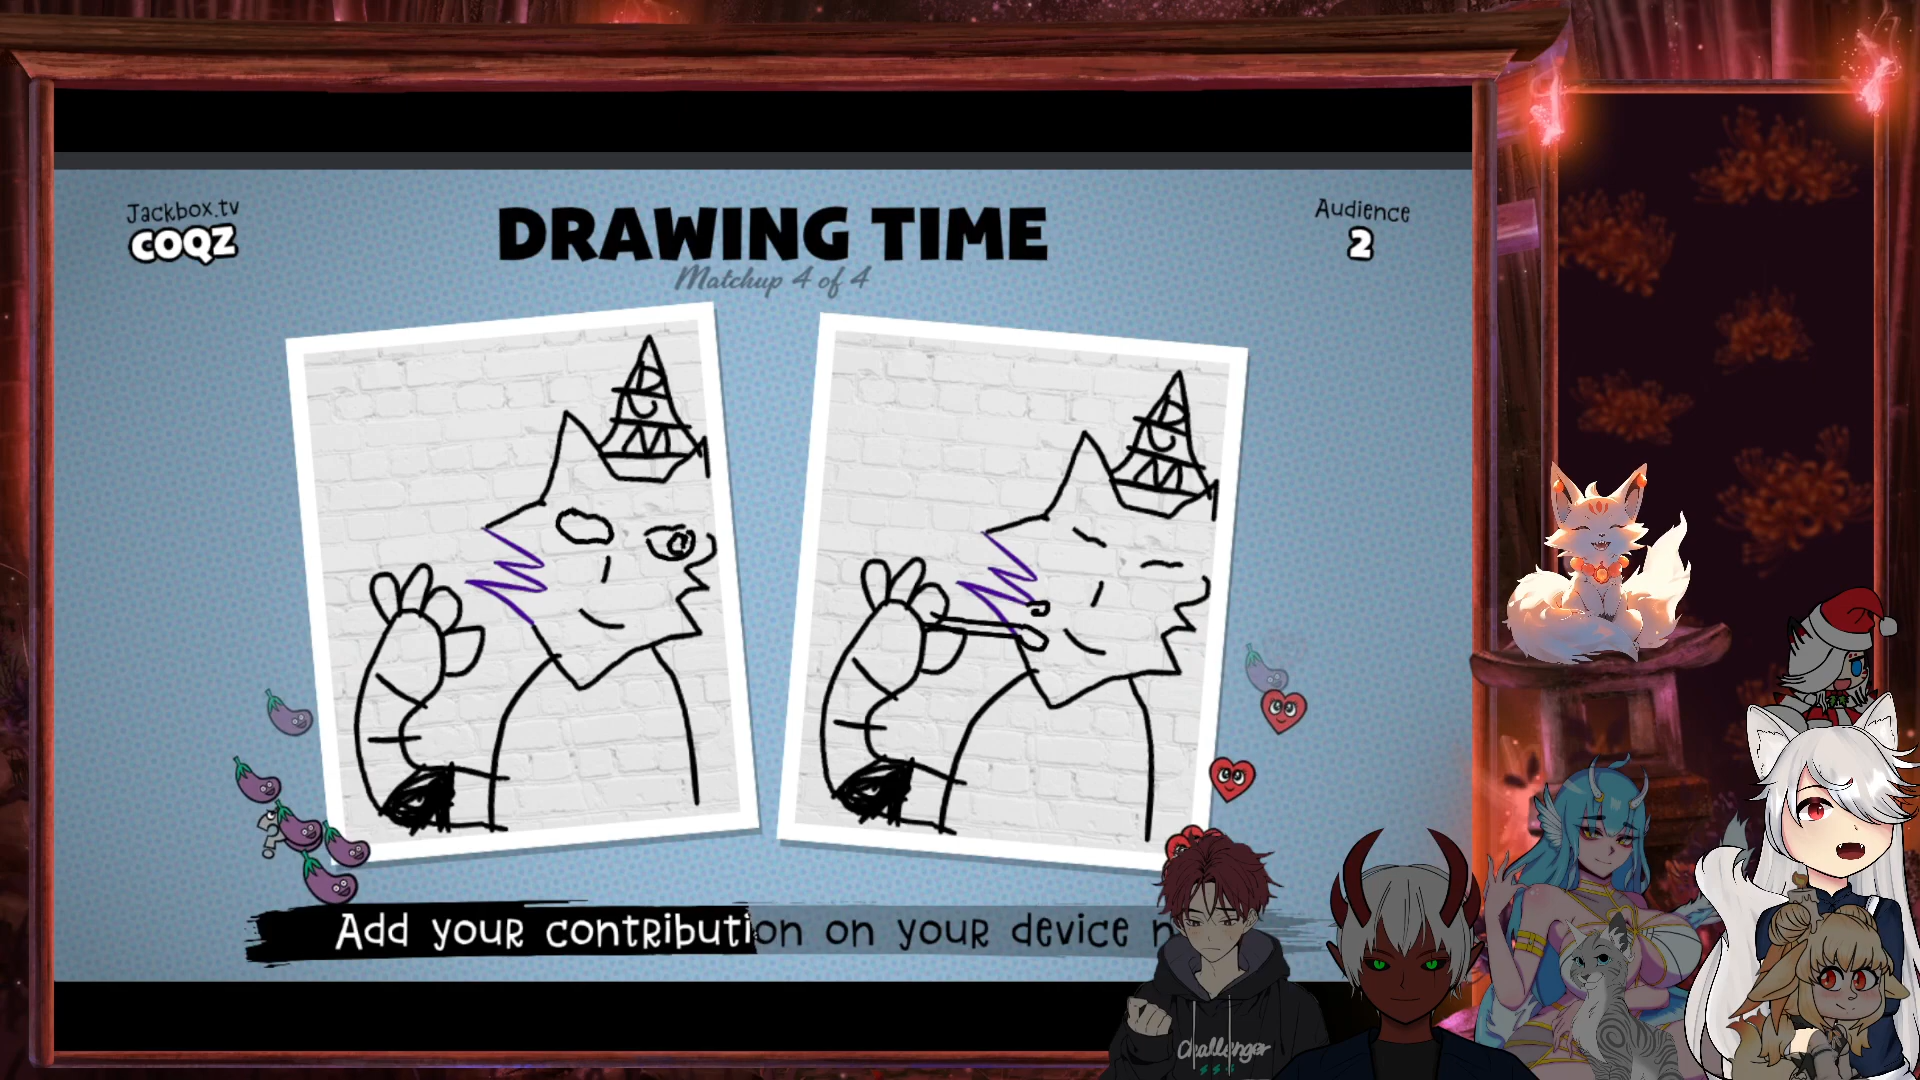 Jackbox.tv
COQZ
DRAWING TIME
Matchup 4 of 4
Audience
2
Add your contribution on your device n
Challenger